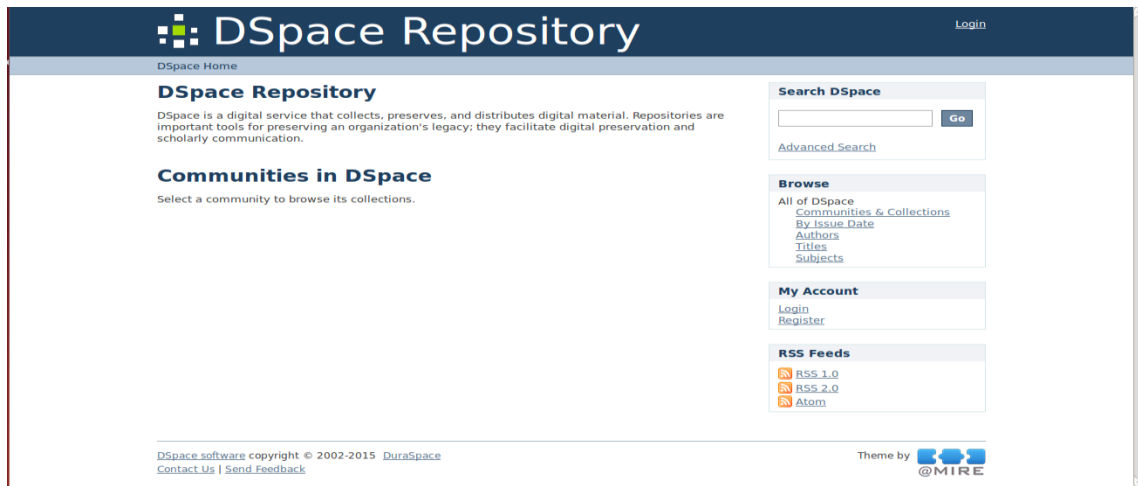 DSpace Repository
Login
DSpace Home
DSpace Repository
DSpace is a digital service that collects, preserves, and distributes digital material. Repositories are
important tools for preserving an organization's legacy; they facilitate digital preservation and
scholarly communication.
Communities in DSpace
Select a community to browse its collections.
Search DSpace
Go
Advanced Search
Browse
All of DSpace
Communities & Collections
By Issue Date
Authors
Titles
Subjects
My Account
Login
Register
RSS Feeds
RSS 1.0
RSS 2.0
Atom
DSpace software copyright © 2002-2015 DuraSpace
Contact Us | Send Feedback
Theme by
@MIRE